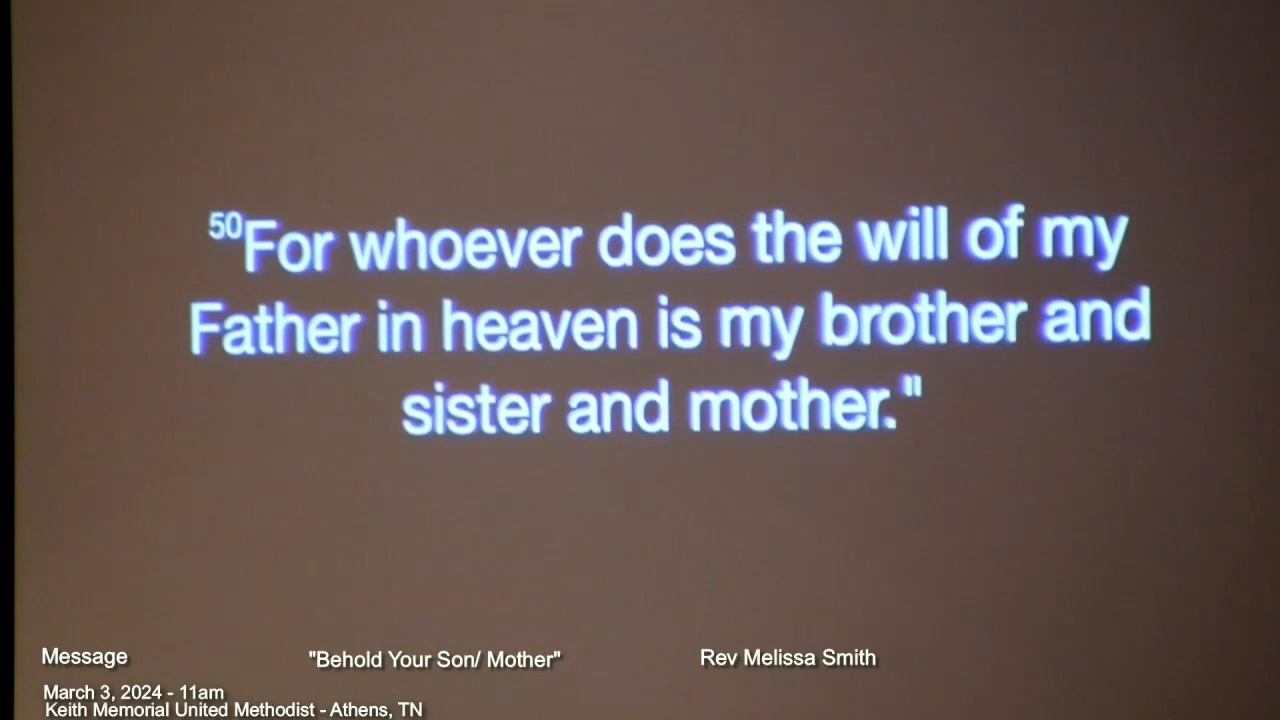 50For whoever does the will of my
Father in heaven is my brother and
sister and mother."
Message "Behold Your Son/ Mother" Rev Melissa Smith
March 3, 2024 - 11am
Keith Memorial United Methodist - Athens, TN